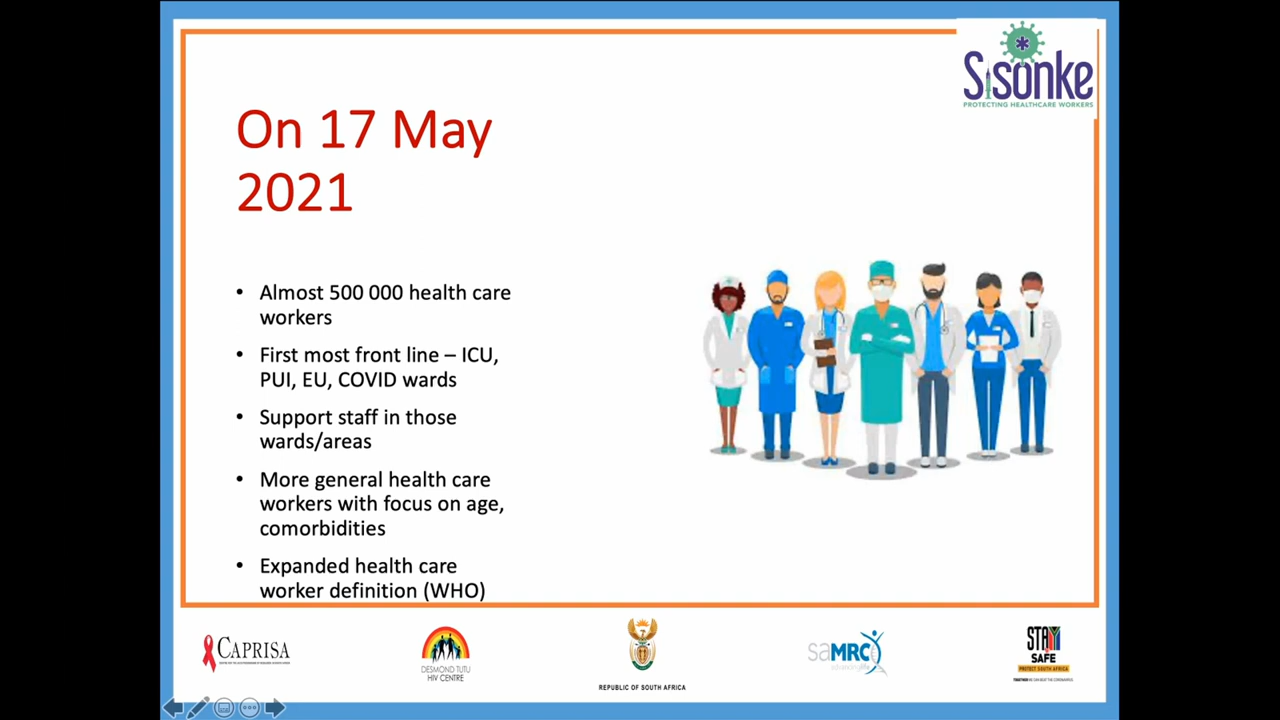 Sisonke
PROTECTING HEALTHCARE WORKERS
On 17 May
2021
• Almost 500 000 health care
workers
• First most front line – ICU,
PUI, EU, COVID wards
• Support staff in those
wards/areas
• More general health care
workers with focus on age,
comorbidities
• Expanded health care
worker definition (WHO)
CAPRISA
DESMOND TUTU
HIV CENTRE
REPUBLIC OF SOUTH AFRICA
saMRC
STAY
SAFE
PROTECT SOUTH AFRICA